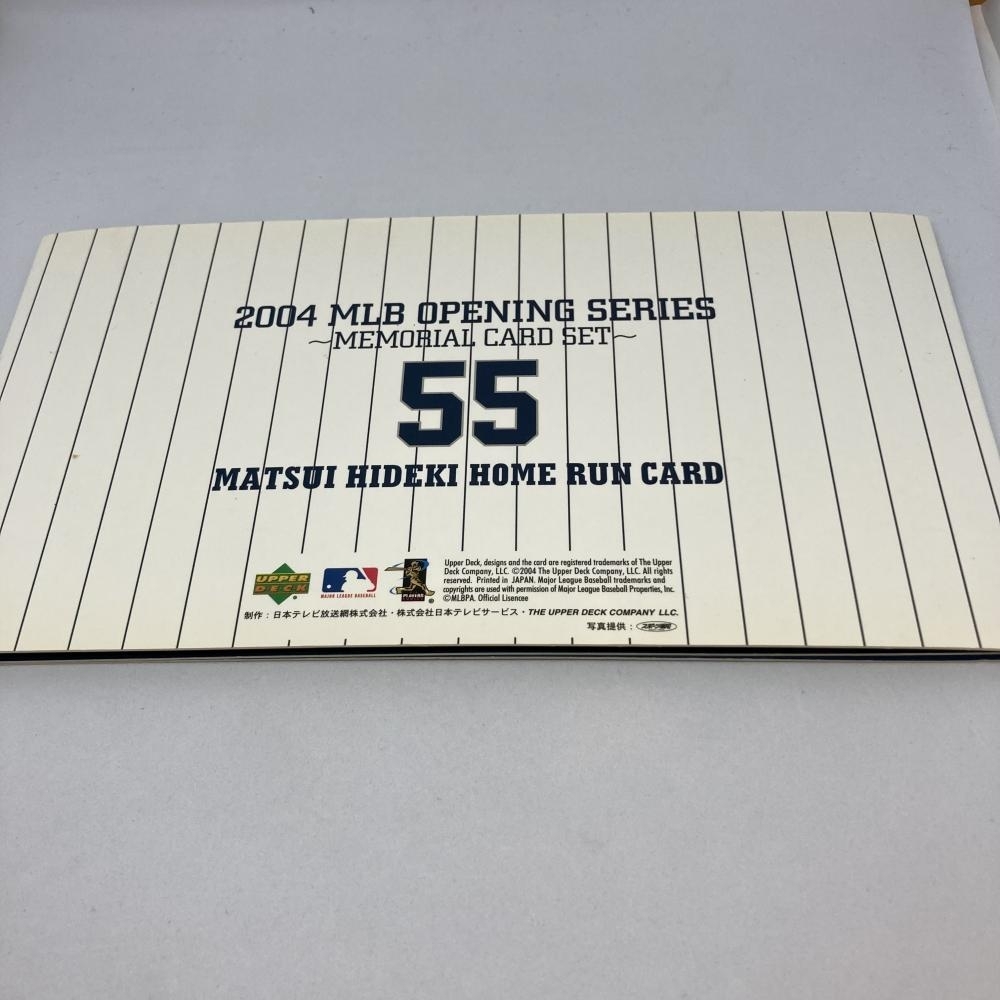 2004 MLB OPENING SERIES
~MEMORIAL CARD SET~
55
MATSUI HIDEKI HOME RUN CARD
UPPER DECK
MAJOR LEAGUE BASEBALL
PLAYERS
Upper Deck, designs and the card are registered trademarks of The Upper
Deck Company, LLC. ©2004 The Upper Deck Company, LLC. All rights
reserved. Printed in JAPAN. Major League Baseball trademarks and
copyrights are used with permission of Major League Baseball Properties, Inc.
©MLBPA. Official Lisencee
制作：日本テレビ放送網株式会社・株式会社日本テレビサービス・THE UPPER DECK COMPANY LLC.
写真提供：